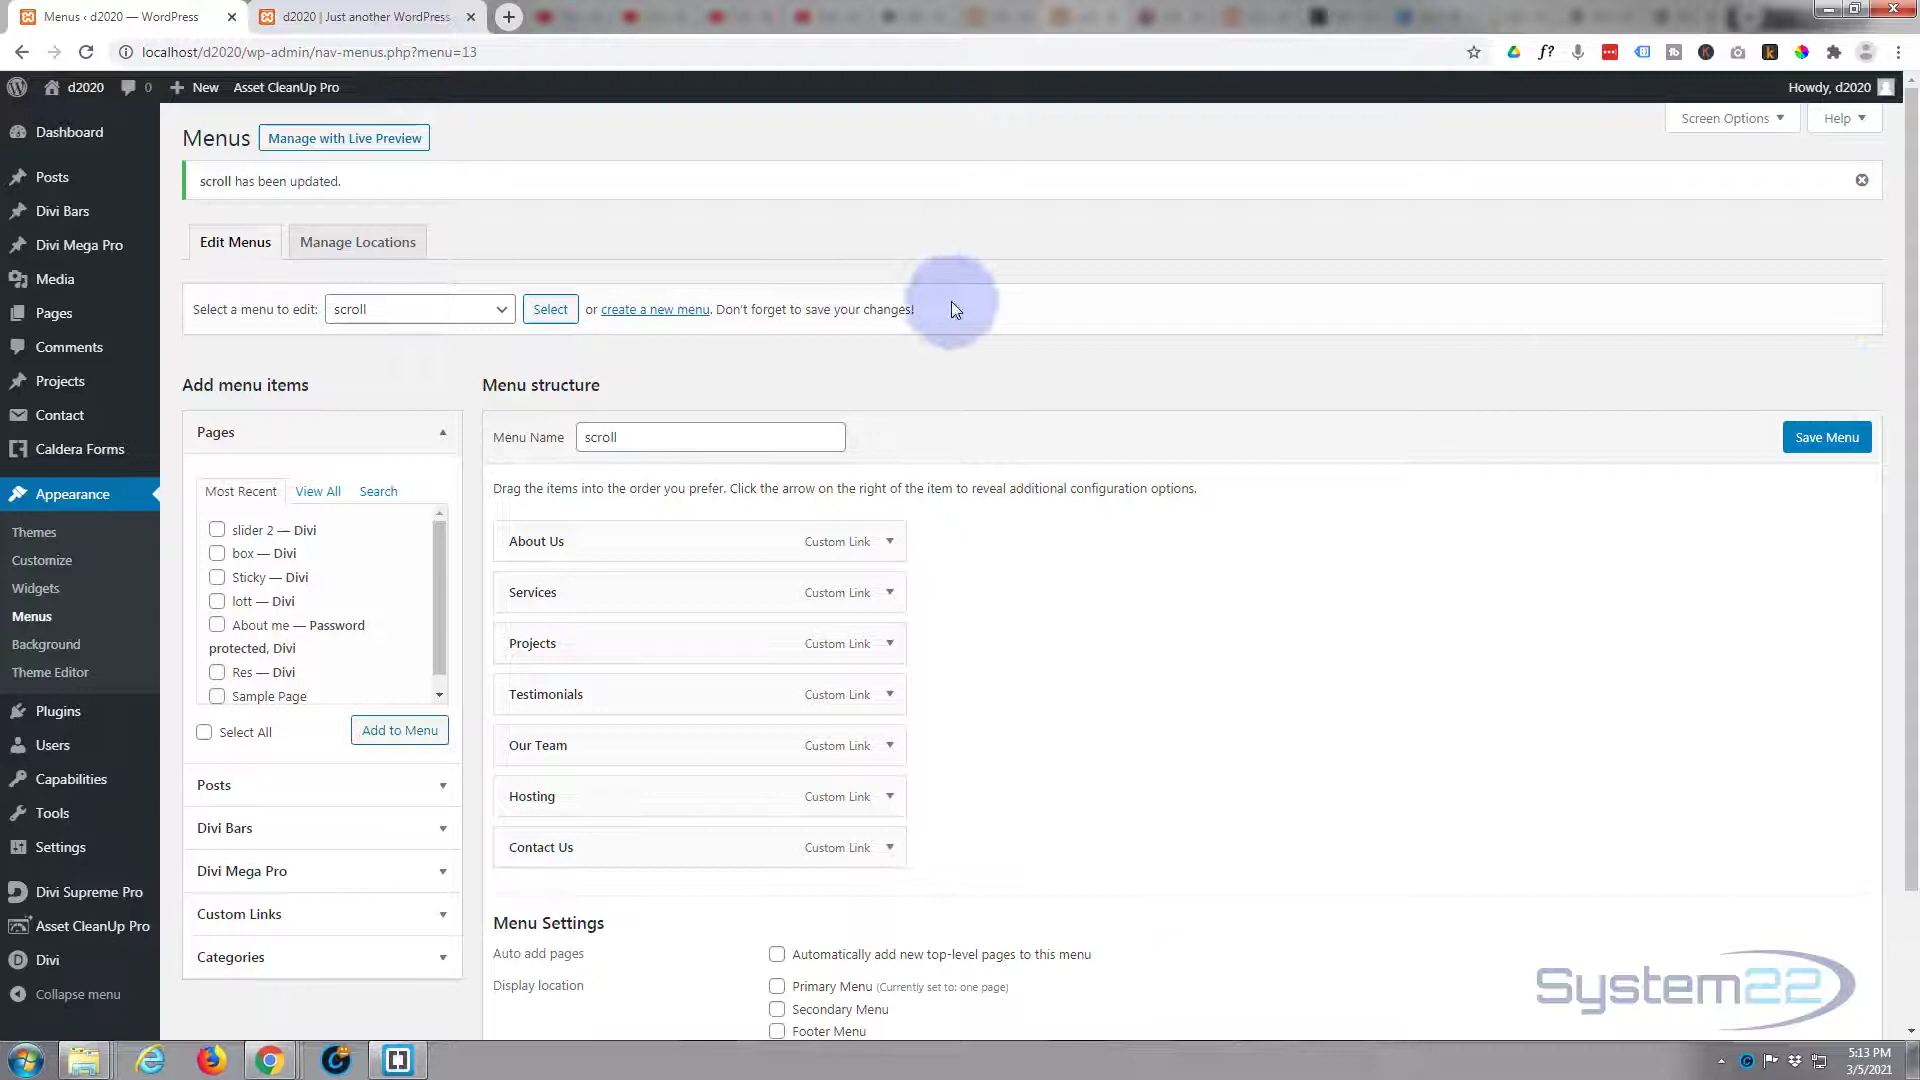 Menus ‹ d2020 — WordPress
d2020 | Just another WordPress
localhost/d2020/wp-admin/nav-menus.php?menu=13
d2020
0
New
Asset CleanUp Pro
Howdy, d2020
Dashboard
Posts
Divi Bars
Divi Mega Pro
Media
Pages
Comments
Projects
Contact
Caldera Forms
Appearance
Themes
Customize
Widgets
Menus
Background
Theme Editor
Plugins
Users
Capabilities
Tools
Settings
Divi Supreme Pro
Asset CleanUp Pro
Divi
Collapse menu
Menus
Manage with Live Preview
Screen Options
Help
scroll has been updated.
Edit Menus
Manage Locations
Select a menu to edit: scroll Select or create a new menu. Don't forget to save your changes!
Add menu items
Pages
Most Recent View All Search
slider 2 — Divi
box — Divi
Sticky — Divi
lott — Divi
About me — Password
protected, Divi
Res — Divi
Sample Page
Select All
Add to Menu
Posts
Divi Bars
Divi Mega Pro
Custom Links
Categories
Menu structure
Menu Name scroll
Save Menu
Drag the items into the order you prefer. Click the arrow on the right of the item to reveal additional configuration options.
About Us Custom Link
Services Custom Link
Projects Custom Link
Testimonials Custom Link
Our Team Custom Link
Hosting Custom Link
Contact Us Custom Link
Menu Settings
Auto add pages Automatically add new top-level pages to this menu
Display location Primary Menu (Currently set to: one page)
Secondary Menu
Footer Menu
System22
5:13 PM
3/5/2021